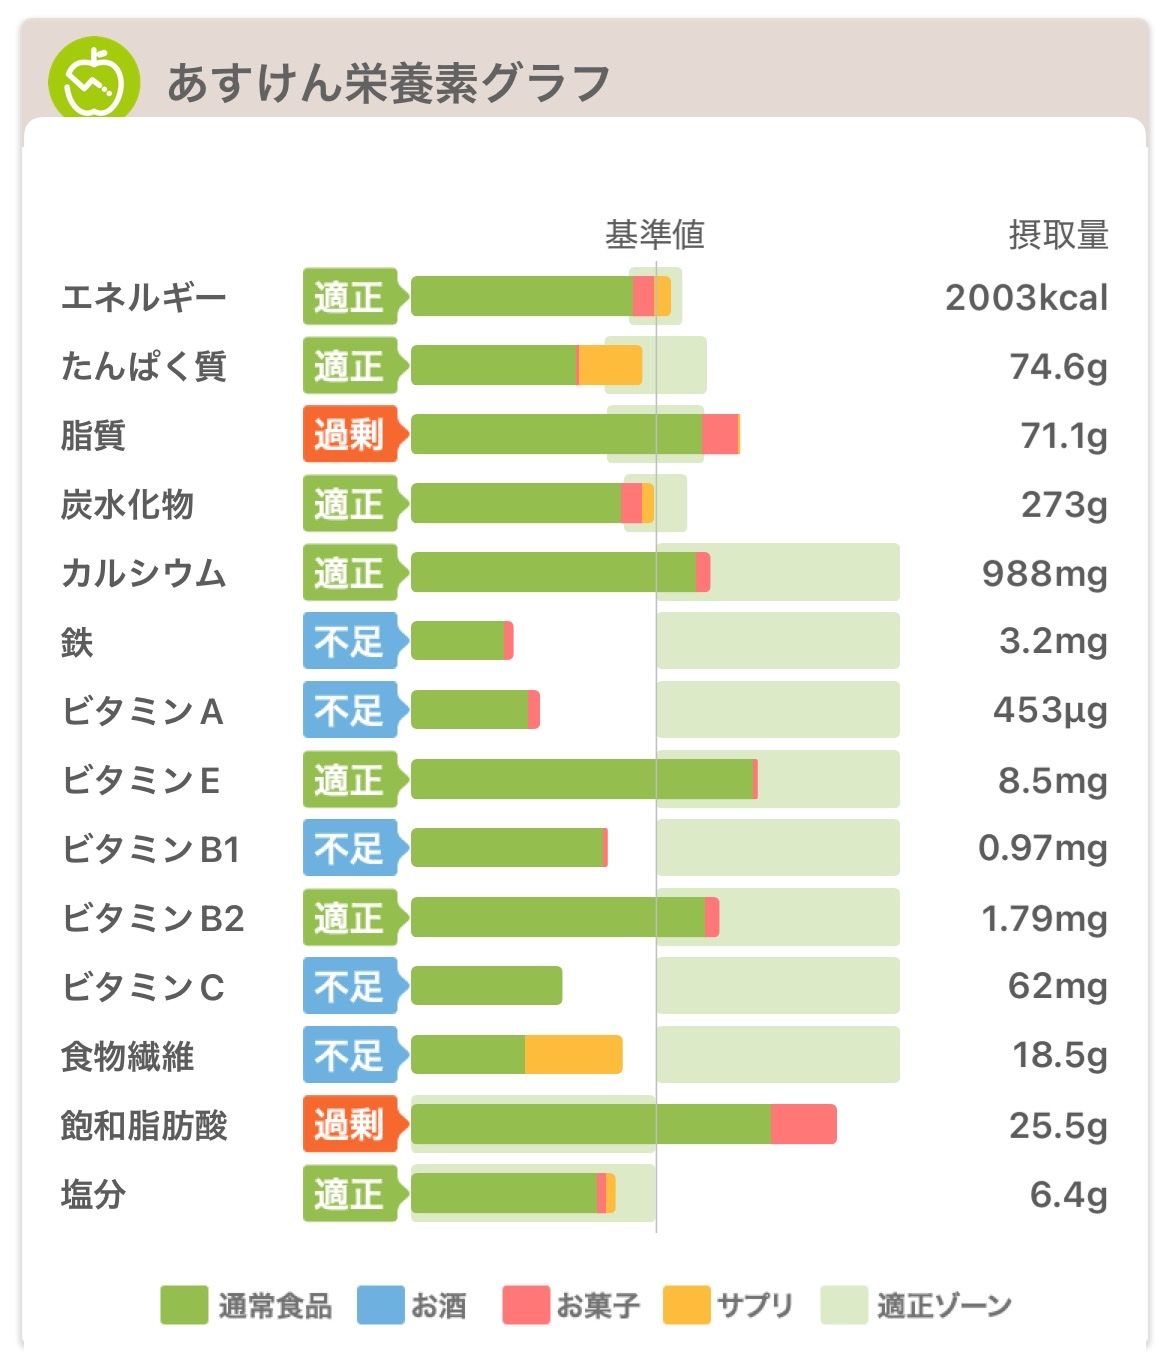 あすけん栄養素グラフ
基準値 摂取量
エネルギー 適正 2003kcal
たんぱく質 適正 74.6g
脂質 過剰 71.1g
炭水化物 適正 273g
カルシウム 適正 988mg
鉄 不足 3.2mg
ビタミンA 不足 453μg
ビタミンE 適正 8.5mg
ビタミンB1 不足 0.97mg
ビタミンB2 適正 1.79mg
ビタミンC 不足 62mg
食物繊維 不足 18.5g
飽和脂肪酸 過剰 25.5g
塩分 適正 6.4g
通常食品 お酒 お菓子 サプリ 適正ゾーン